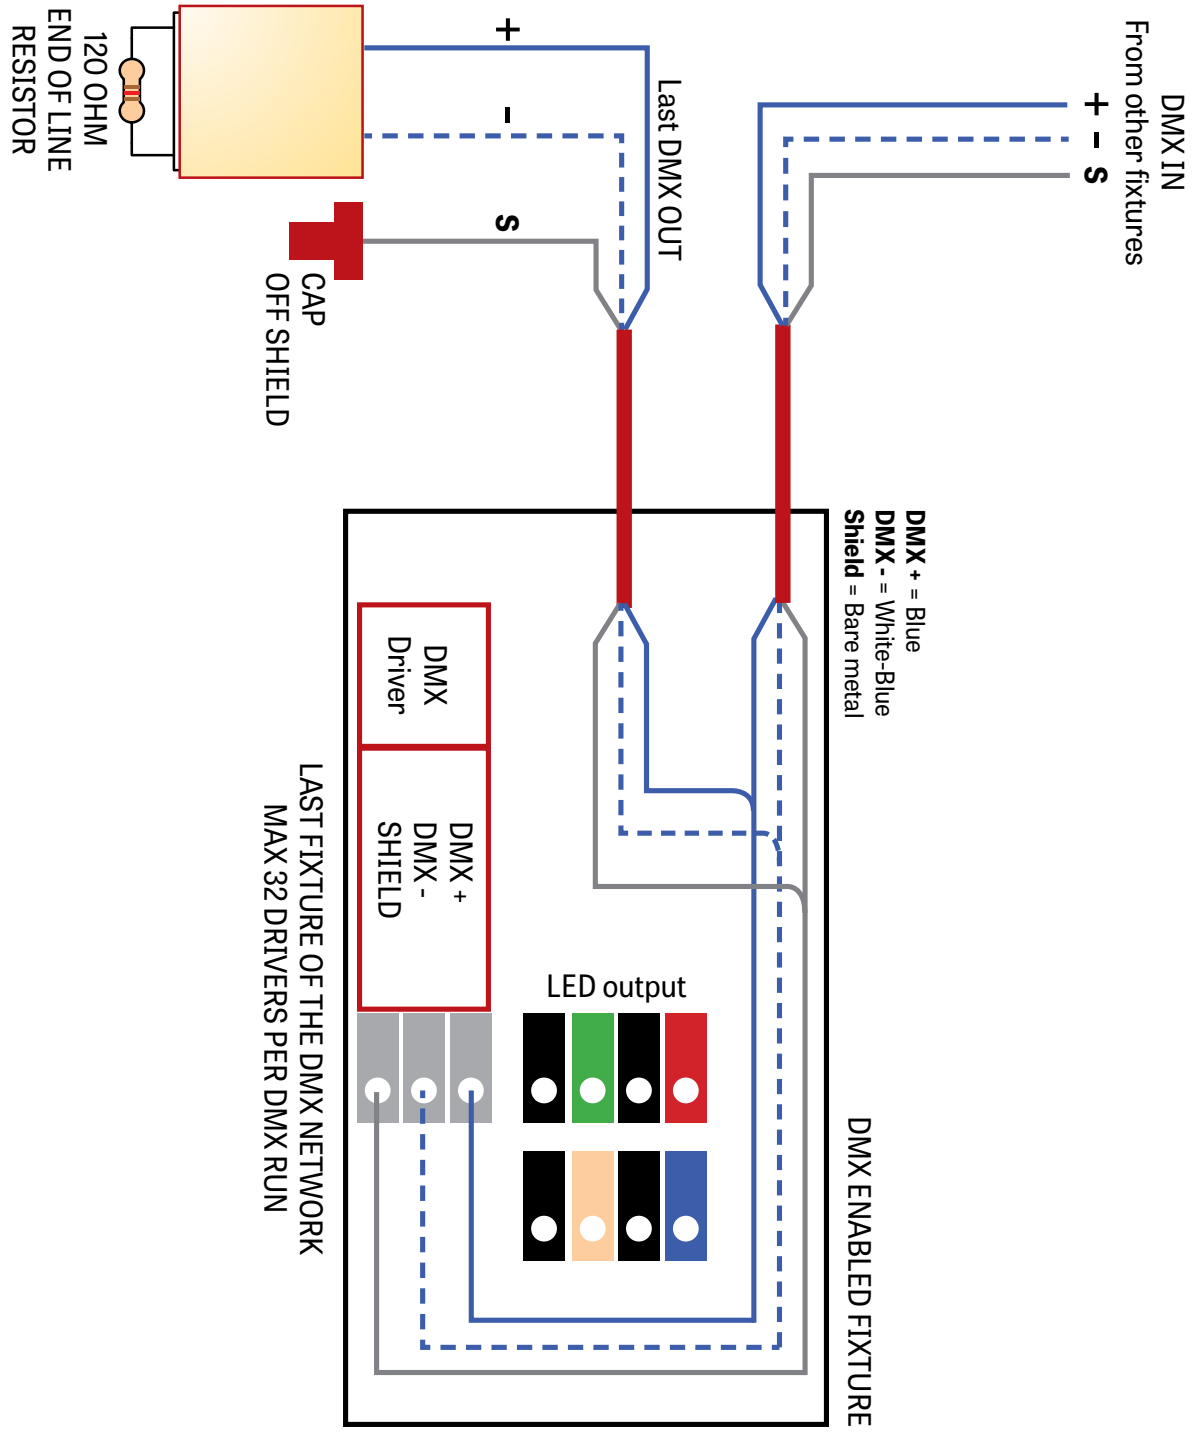 DMX IN
From other fixtures
+
-
S
Last DMX OUT
+
-
S
120 OHM
END OF LINE
RESISTOR
CAP
OFF SHIELD
DMX + = Blue
DMX - = White-Blue
Shield = Bare metal
DMX ENABLED FIXTURE
DMX
Driver
DMX +
DMX -
SHIELD
LED output
LAST FIXTURE OF THE DMX NETWORK
MAX 32 DRIVERS PER DMX RUN